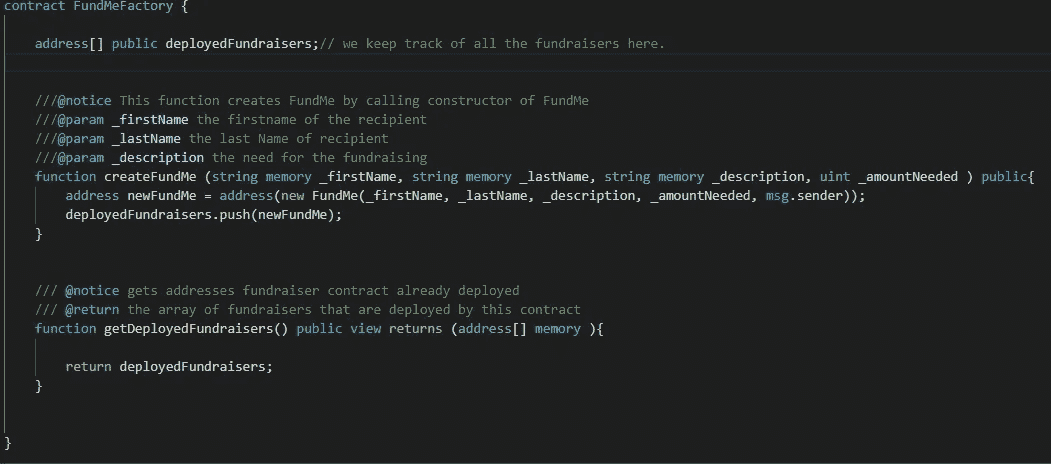 contract FundMeFactory {
address[] public deployedFundraisers;// we keep track of all the fundraisers here.
///@notice This function creates FundMe by calling constructor of FundMe
///@param _firstName the firstname of the recipient
///@param _lastName the last Name of recipient
///@param _description the need for the fundraising
function createFundMe (string memory _firstName, string memory _lastName, string memory _description, uint _amountNeeded ) public{
address newFundMe = address(new FundMe(_firstName, _lastName, _description, _amountNeeded, msg.sender));
deployedFundraisers.push(newFundMe);
}
/// @notice gets addresses fundraiser contract already deployed
/// @return the array of fundraisers that are deployed by this contract
function getDeployedFundraisers() public view returns (address[] memory ){
return deployedFundraisers;
}
}